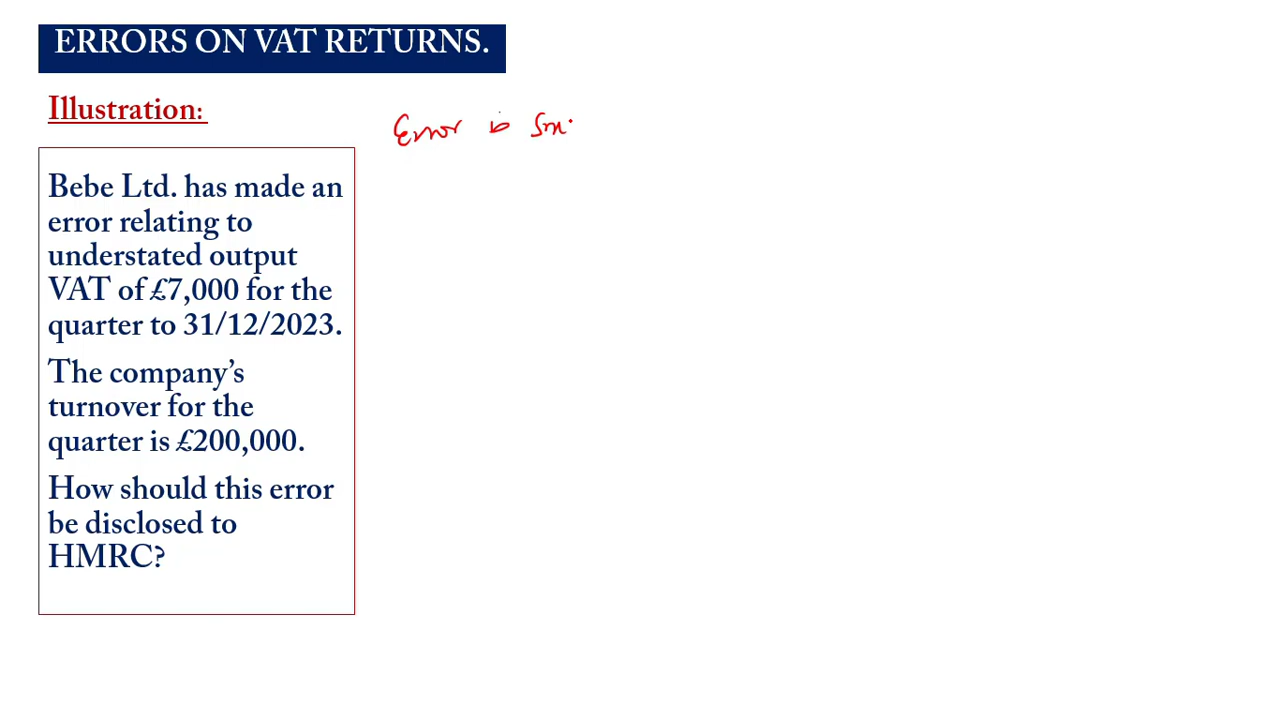 ERRORS ON VAT RETURNS.
Illustration:
Error is Sm
Bebe Ltd. has made an
error relating to
understated output
VAT of £7,000 for the
quarter to 31/12/2023.
The company's
turnover for the
quarter is £200,000.
How should this error
be disclosed to
HMRC?